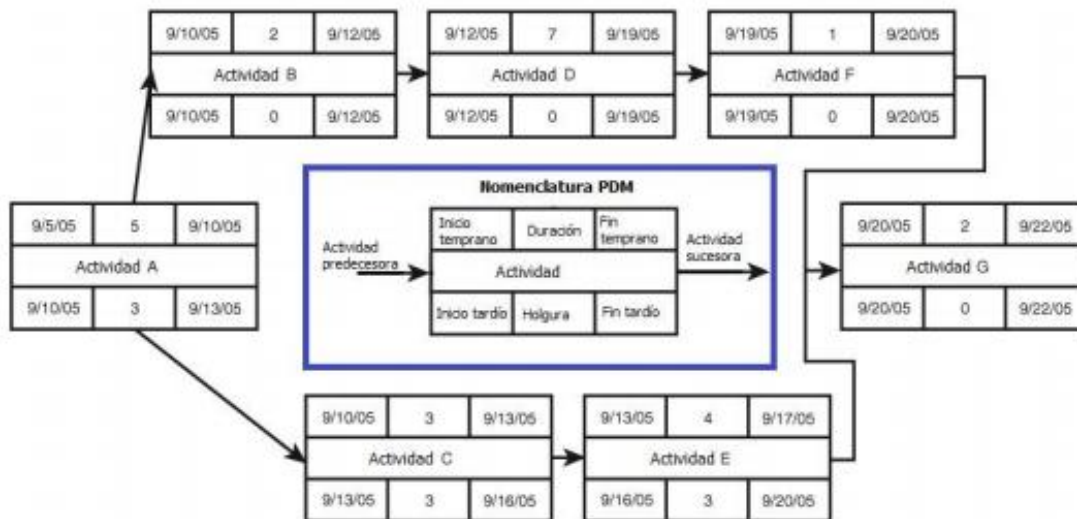 9/10/05 2 9/12/05
Actividad B
9/10/05 0 9/12/05
9/12/05 7 9/19/05
Actividad D
9/12/05 0 9/19/05
9/19/05 1 9/20/05
Actividad F
9/19/05 0 9/20/05
9/5/05 5 9/10/05
Actividad A
9/10/05 3 9/13/05
Nomenclatura PDM
Actividad
predecesora
Inicio
temprano
Duración
Fin
temprano
Actividad
Inicio tardío
Holgura
Fin tardío
Actividad
sucesora
9/20/05 2 9/22/05
Actividad G
9/20/05 0 9/22/05
9/10/05 3 9/13/05
Actividad C
9/13/05 3 9/16/05
9/13/05 4 9/17/05
Actividad E
9/16/05 3 9/20/05